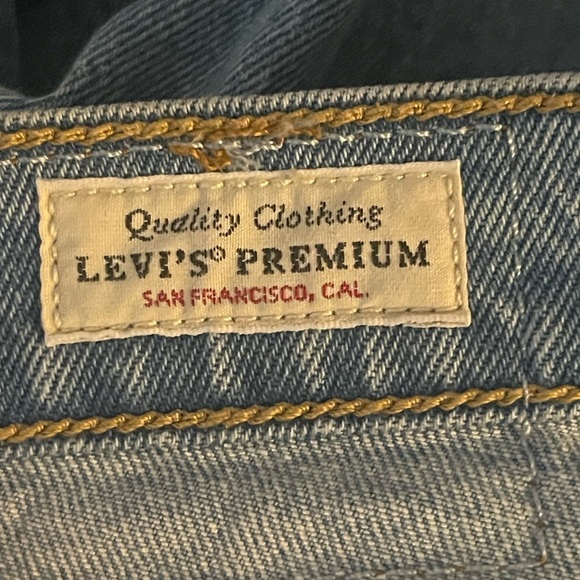 Quality Clothing
LEVI'S® PREMIUM
SAN FRANCISCO, CAL.